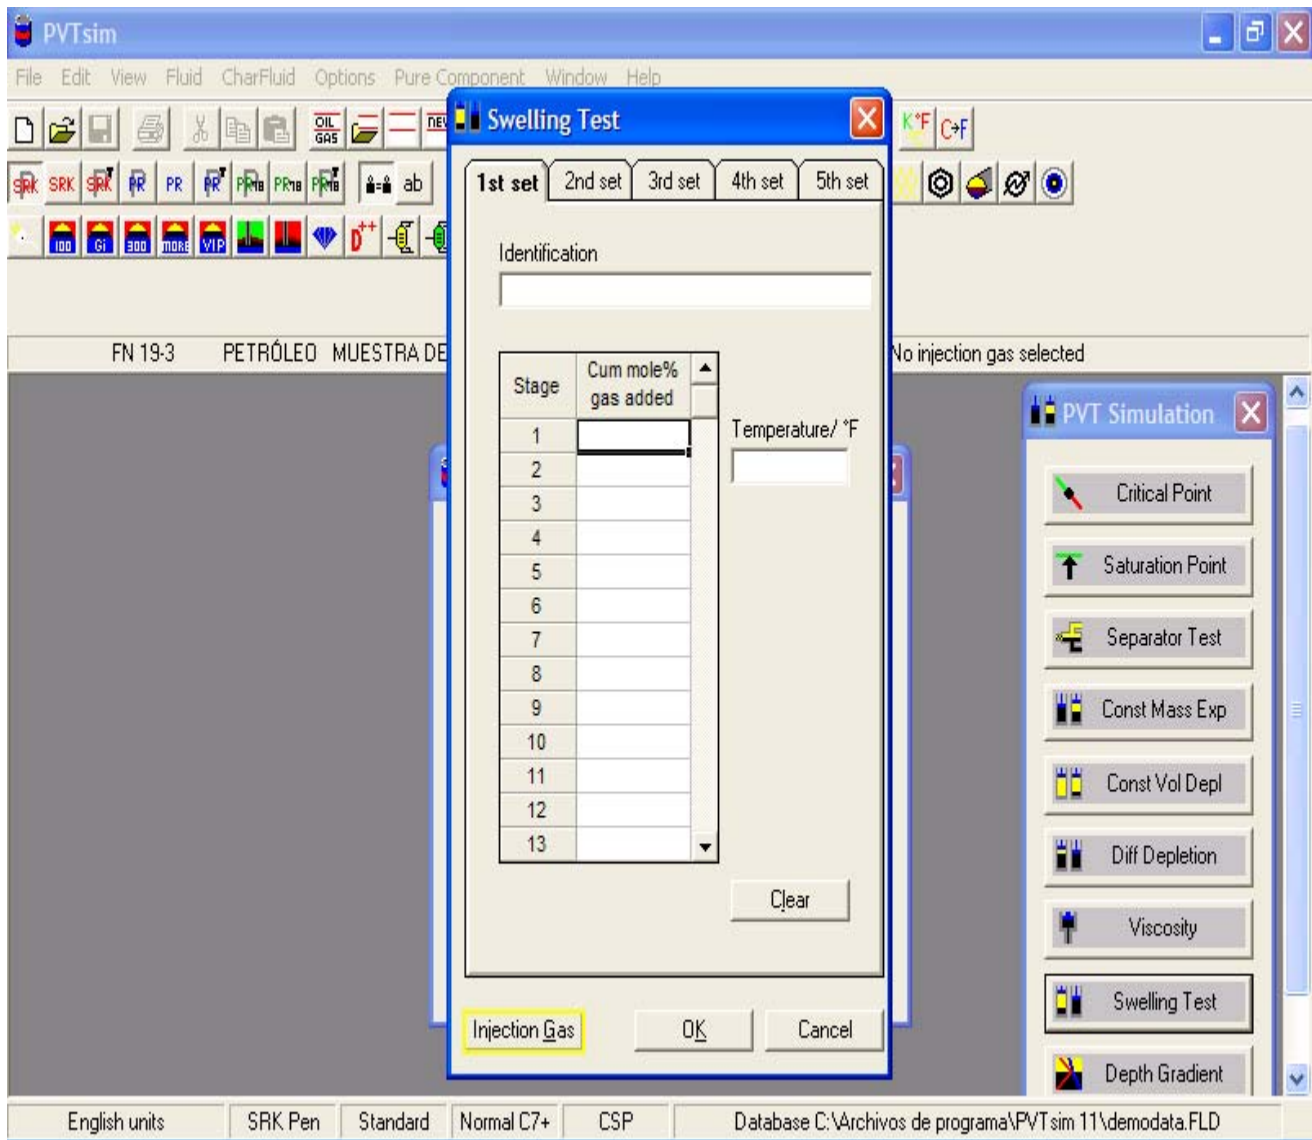 PVTsim
File Edit View Fluid CharFluid Options Pure Component Window Help
OIL GAS NEW K°F C→F
SRK SRK SRK PR PR PR PR78 PR78 PR78 ab
100 Gi 300 MORE VIP D++
FN 19-3 PETRÓLEO MUESTRA DE No injection gas selected
Swelling Test
1st set 2nd set 3rd set 4th set 5th set
Identification
Stage Cum mole% gas added
Temperature/ °F
1
2
3
4
5
6
7
8
9
10
11
12
13
Clear
Injection Gas OK Cancel
PVT Simulation
Critical Point
Saturation Point
Separator Test
Const Mass Exp
Const Vol Depl
Diff Depletion
Viscosity
Swelling Test
Depth Gradient
English units SRK Pen Standard Normal C7+ CSP Database C:\Archivos de programa\PVTsim 11\demodata.FLD